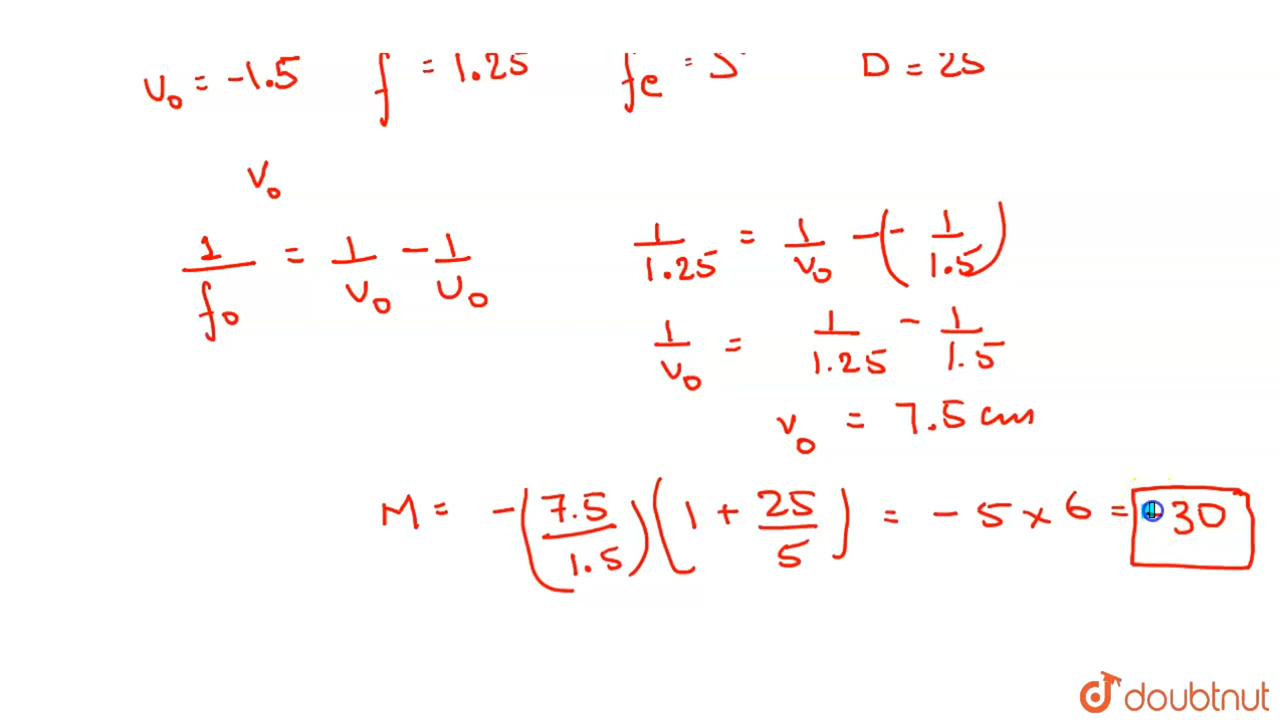 u₀ = -1.5 f = 1.25 fe = 5 D = 25
v₀
1/f₀ = 1/v₀ - 1/u₀ 1/1.25 = 1/v₀ - (- 1/1.5)
1/v₀ = 1/1.25 - 1/1.5
v₀ = 7.5 cm
M = - (7.5/1.5) (1 + 25/5) = - 5 × 6 = 30
doubtnut